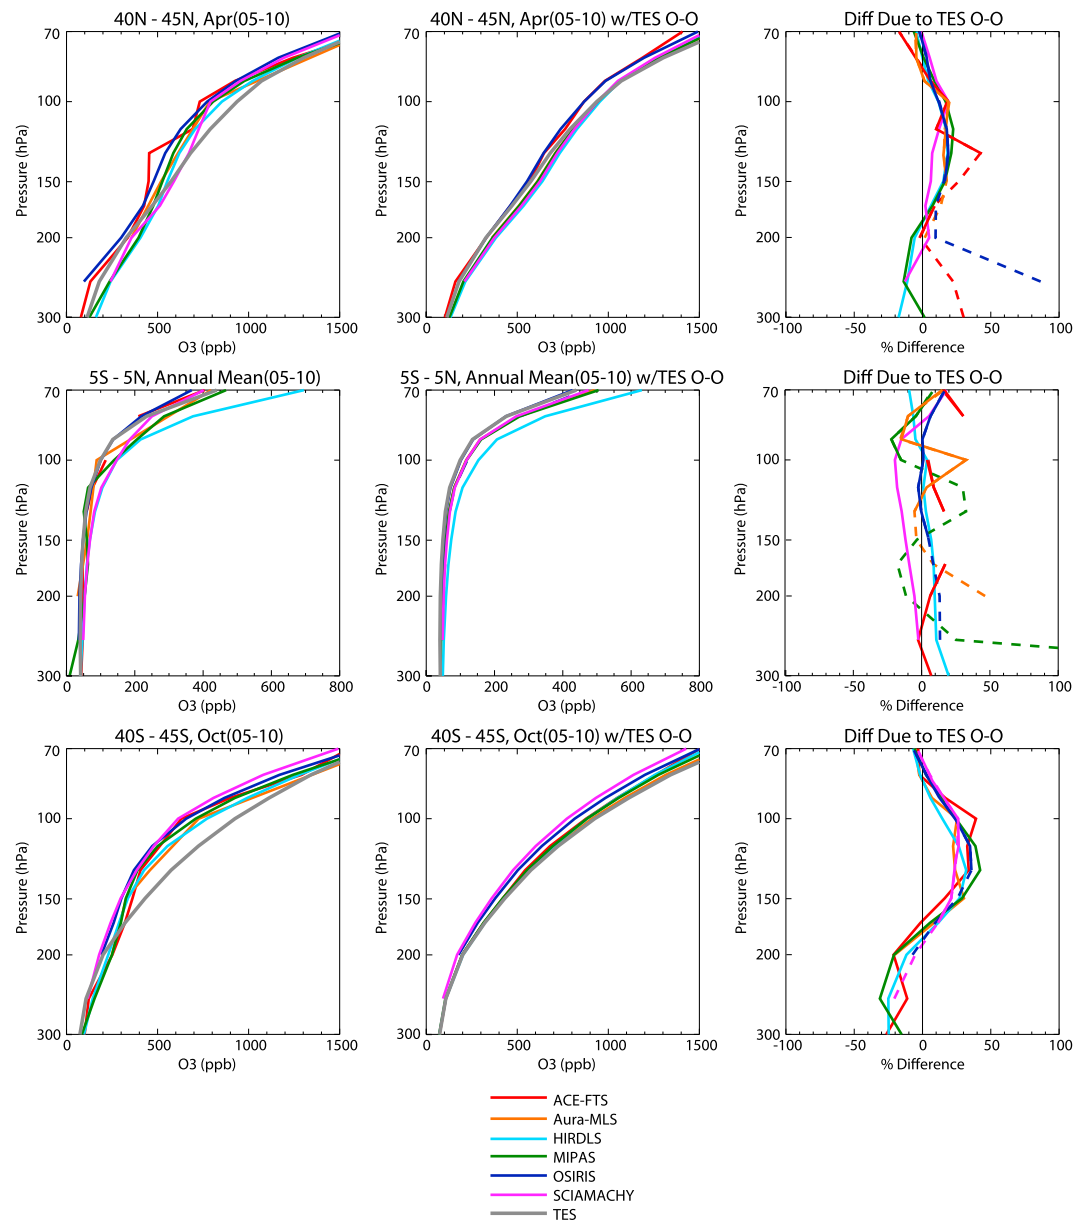 40N - 45N, Apr(05-10)
40N - 45N, Apr(05-10) w/TES O-O
Diff Due to TES O-O
70
100
150
200
300
Pressure (hPa)
0
500
1000
1500
O3 (ppb)
70
100
150
200
300
Pressure (hPa)
0
500
1000
1500
O3 (ppb)
70
100
150
200
300
Pressure (hPa)
-100
-50
0
50
100
% Difference
5S - 5N, Annual Mean(05-10)
5S - 5N, Annual Mean(05-10) w/TES O-O
Diff Due to TES O-O
70
100
150
200
300
Pressure (hPa)
0
200
400
600
800
O3 (ppb)
70
100
150
200
300
Pressure (hPa)
0
200
400
600
800
O3 (ppb)
70
100
150
200
300
Pressure (hPa)
-100
-50
0
50
100
% Difference
40S - 45S, Oct(05-10)
40S - 45S, Oct(05-10) w/TES O-O
Diff Due to TES O-O
70
100
150
200
300
Pressure (hPa)
0
500
1000
1500
O3 (ppb)
70
100
150
200
300
Pressure (hPa)
0
500
1000
1500
O3 (ppb)
70
100
150
200
300
Pressure (hPa)
-100
-50
0
50
100
% Difference
ACE-FTS
Aura-MLS
HIRDLS
MIPAS
OSIRIS
SCIAMACHY
TES